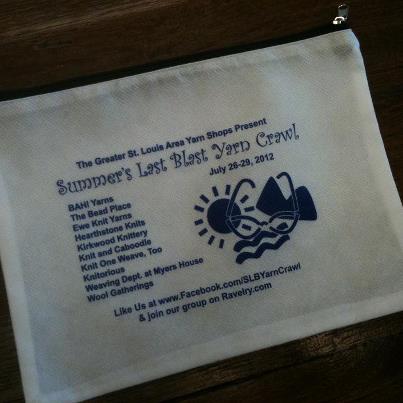 The Greater St. Louis Area Yarn Shops Present
Summer's Last Blast Yarn Crawl
July 26-29, 2012
BAH! Yarns
The Bead Place
Ewe Knit Yarns
Hearthstone Knits
Kirkwood Knittery
Knit and Caboodle
Knit One Weave, Too
Knitorious
Weaving Dept. at Myers House
Wool Gatherings
Like Us at www.Facebook.com/SLBYarnCrawl
& join our group on Ravelry.com